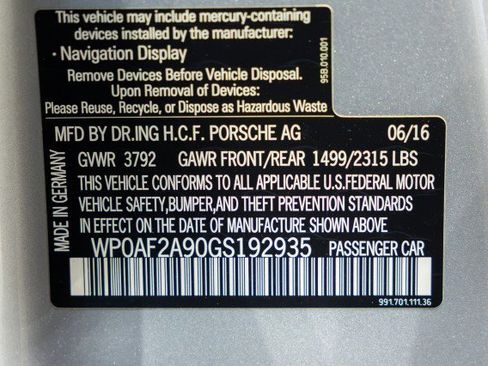 This vehicle may include mercury-containing
devices installed by the manufacturer:
• Navigation Display
Remove Devices Before Vehicle Disposal.
Upon Removal of Devices:
Please Reuse, Recycle, or Dispose as Hazardous Waste
95B.010.001
MFD BY DR.ING H.C.F. PORSCHE AG 06/16
GVWR 3792 GAWR FRONT/REAR 1499/2315 LBS
THIS VEHICLE CONFORMS TO ALL APPLICABLE U.S.FEDERAL MOTOR
VEHICLE SAFETY,BUMPER,AND THEFT PREVENTION STANDARDS
IN EFFECT ON THE DATE OF MANUFACTURE SHOWN ABOVE.
WP0AF2A90GS192935 PASSENGER CAR
MADE IN GERMANY
991.701.111.36